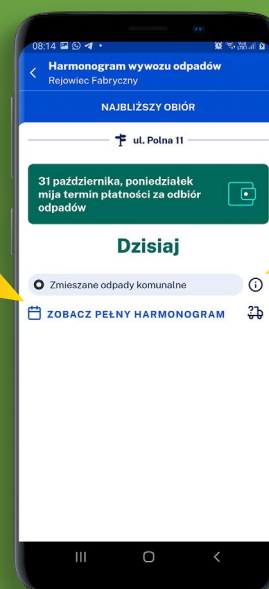 08:14
Harmonogram wywozu odpadów
Rejowiec Fabryczny
NAJBLIŻSZY OBIÓR
ul. Polna 11
31 października, poniedziałek
mija termin płatności za odbiór
odpadów
Dzisiaj
Zmieszane odpady komunalne
ZOBACZ PEŁNY HARMONOGRAM